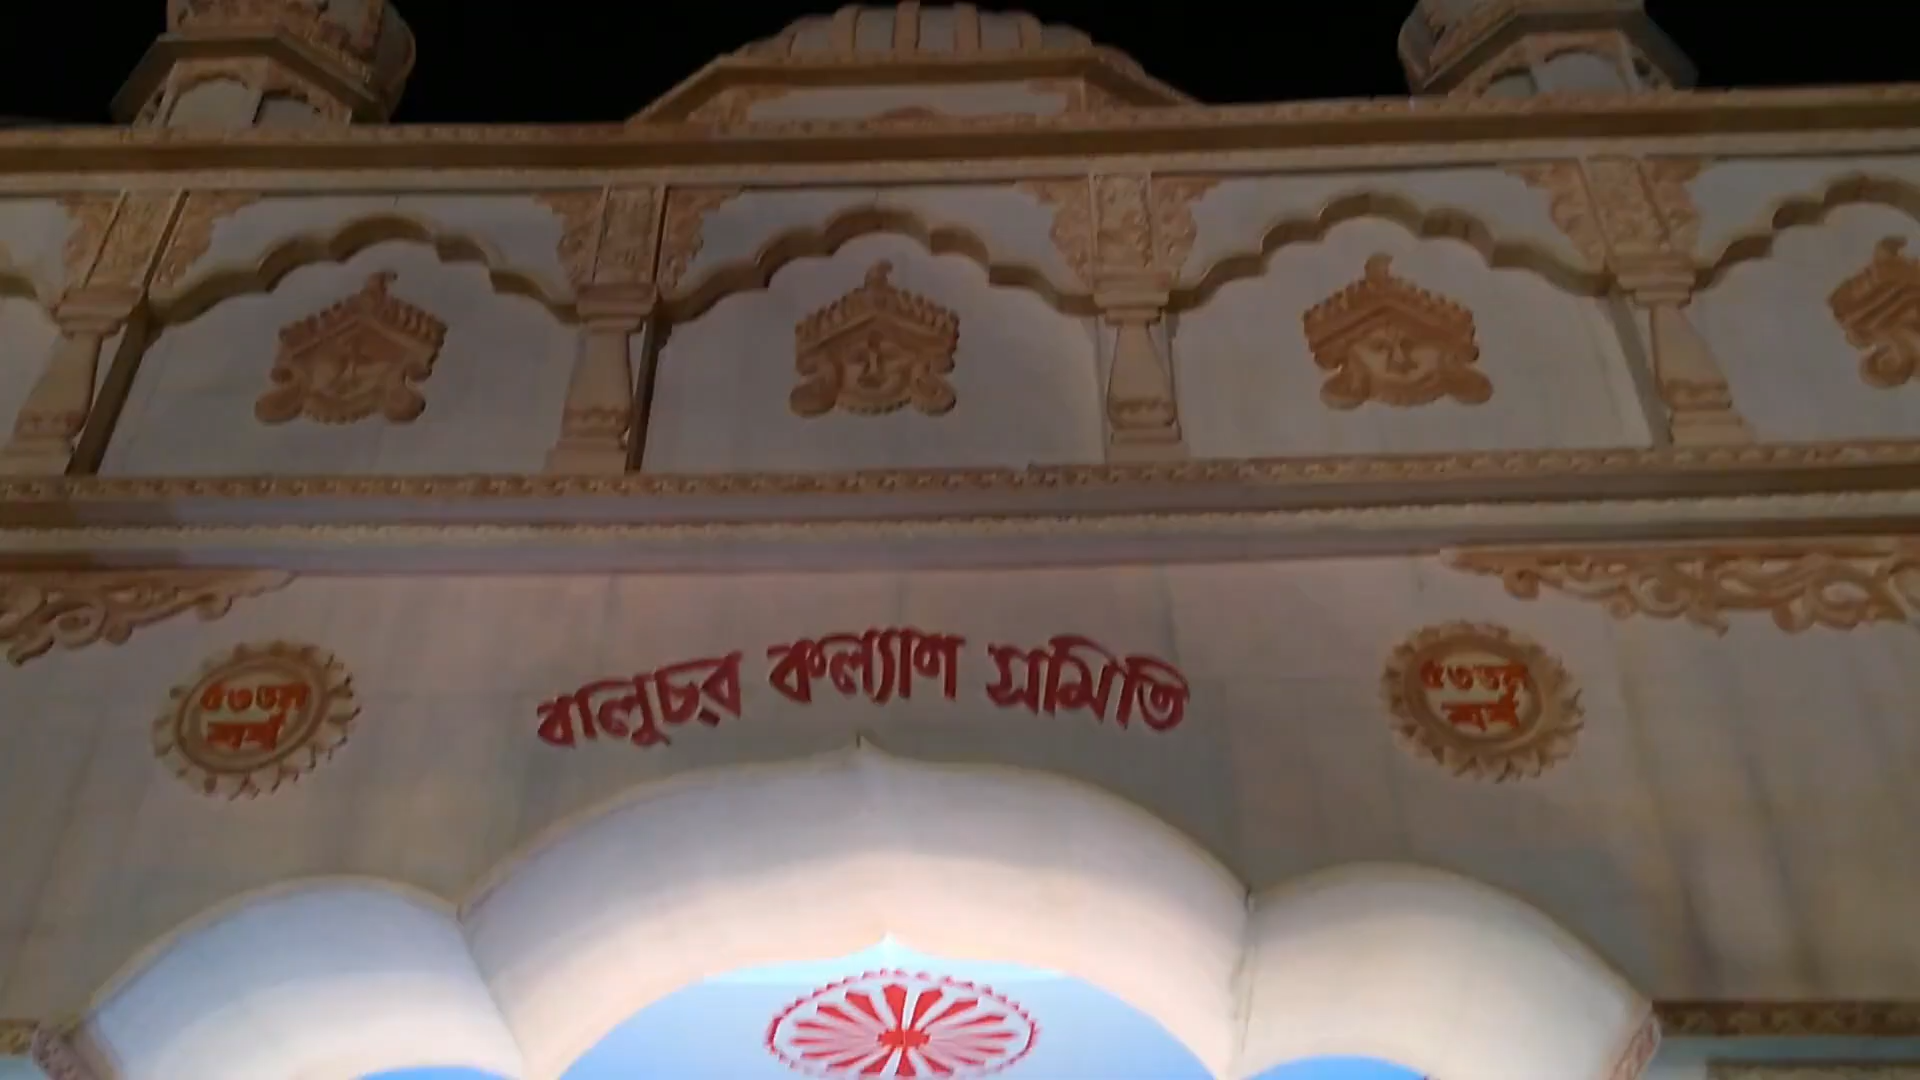 বালুচর কল্যাণ সমিতি
৫৩তম
বর্ষ
৫৩তম
বর্ষ